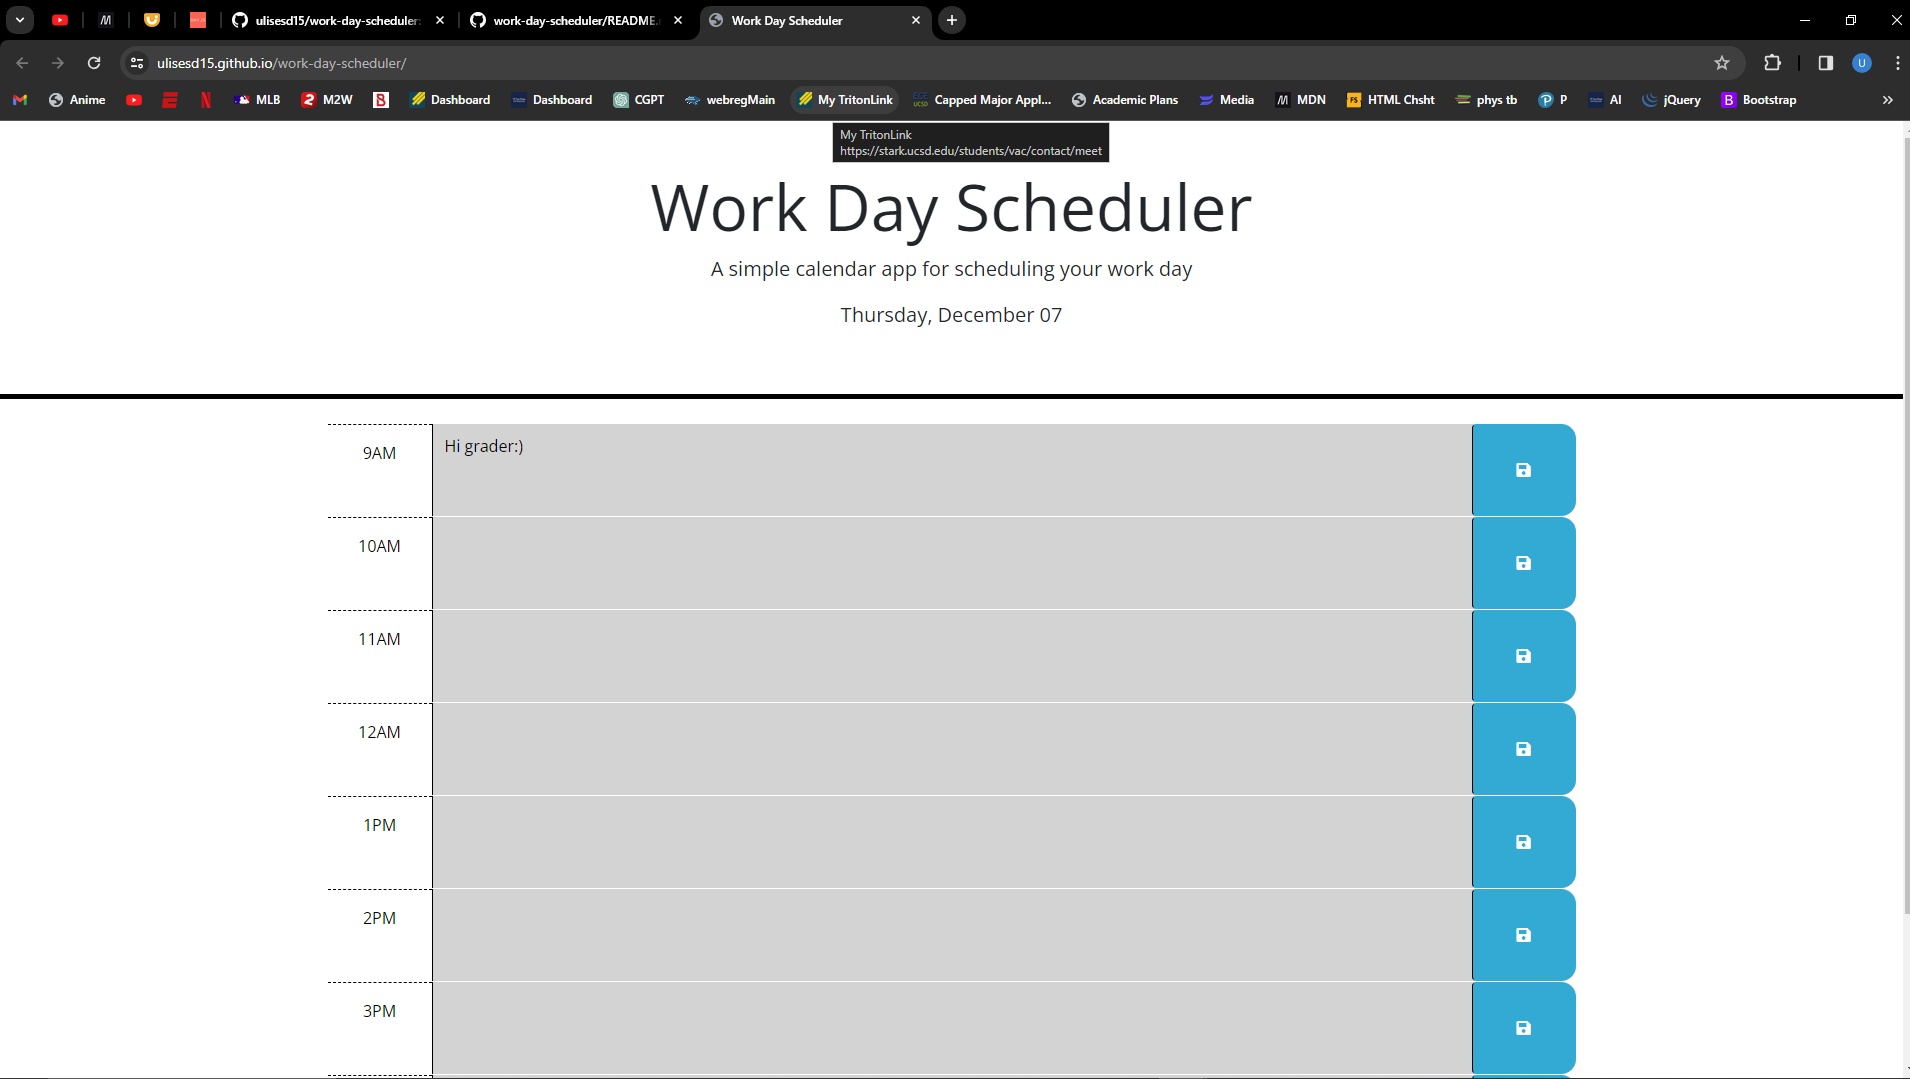 ulisesd15/work-day-scheduler:
work-day-scheduler/README.
Work Day Scheduler
ulisesd15.github.io/work-day-scheduler/
U
Anime
MLB
M2W
Dashboard
Dashboard
CGPT
webregMain
My TritonLink
Capped Major Appl...
Academic Plans
Media
MDN
HTML Chsht
phys tb
P
AI
jQuery
Bootstrap
My TritonLink
https://stark.ucsd.edu/students/vac/contact/meet
Work Day Scheduler
A simple calendar app for scheduling your work day
Thursday, December 07
9AM
Hi grader:)
10AM
11AM
12AM
1PM
2PM
3PM